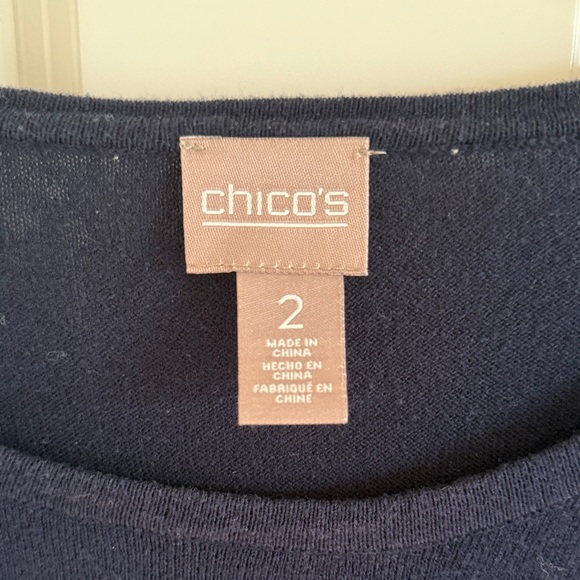 chico's
2
MADE IN
CHINA
HECHO EN
CHINA
FABRIQUÉ EN
CHINE